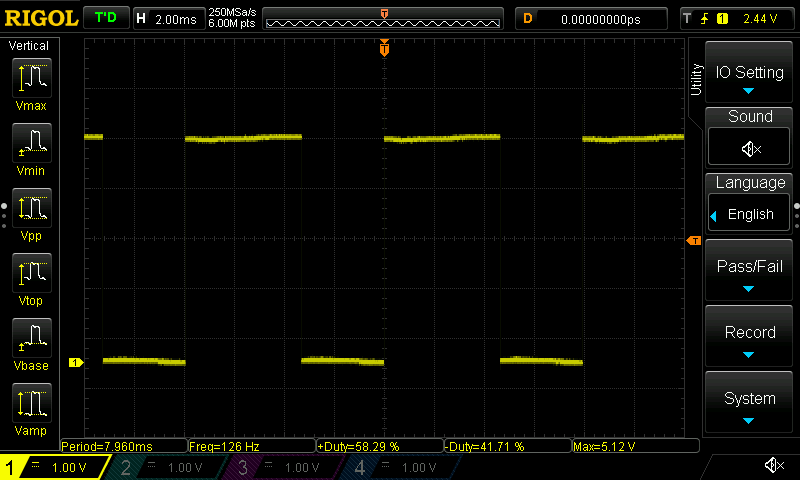 RIGOL T'D H 2.00ms 250MSa/s 6.00M pts T D 0.00000000ps T 1 2.44 V
Vertical
Vmax
Vmin
Vpp
Vtop
Vbase
Vamp
T
T
1
Utility
IO Setting
Sound
Language
English
Pass/Fail
Record
System
Period=7.960ms Freq=126 Hz +Duty=58.29 % -Duty=41.71 % Max=5.12 V
1 1.00 V 2 1.00 V 3 1.00 V 4 1.00 V